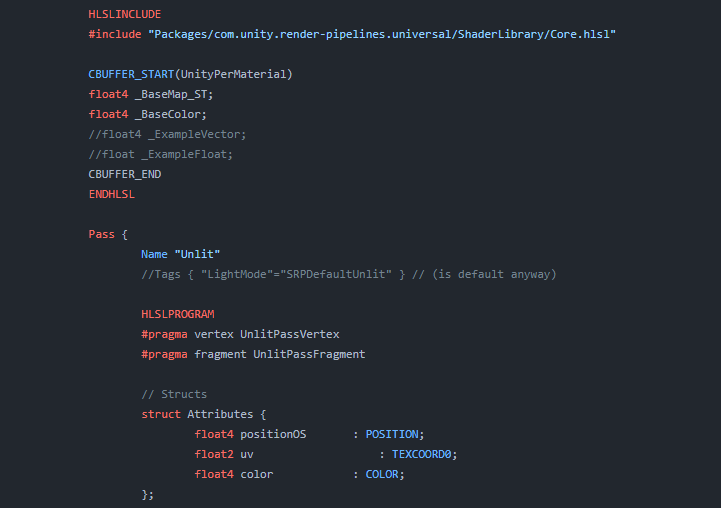 HLSLINCLUDE
#include "Packages/com.unity.render-pipelines.universal/ShaderLibrary/Core.hlsl"
CBUFFER_START(UnityPerMaterial)
float4 _BaseMap_ST;
float4 _BaseColor;
//float4 _ExampleVector;
//float _ExampleFloat;
CBUFFER_END
ENDHLSL
Pass {
Name "Unlit"
//Tags { "LightMode"="SRPDefaultUnlit" } // (is default anyway)
HLSLPROGRAM
#pragma vertex UnlitPassVertex
#pragma fragment UnlitPassFragment
// Structs
struct Attributes {
float4 positionOS : POSITION;
float2 uv : TEXCOORD0;
float4 color : COLOR;
};